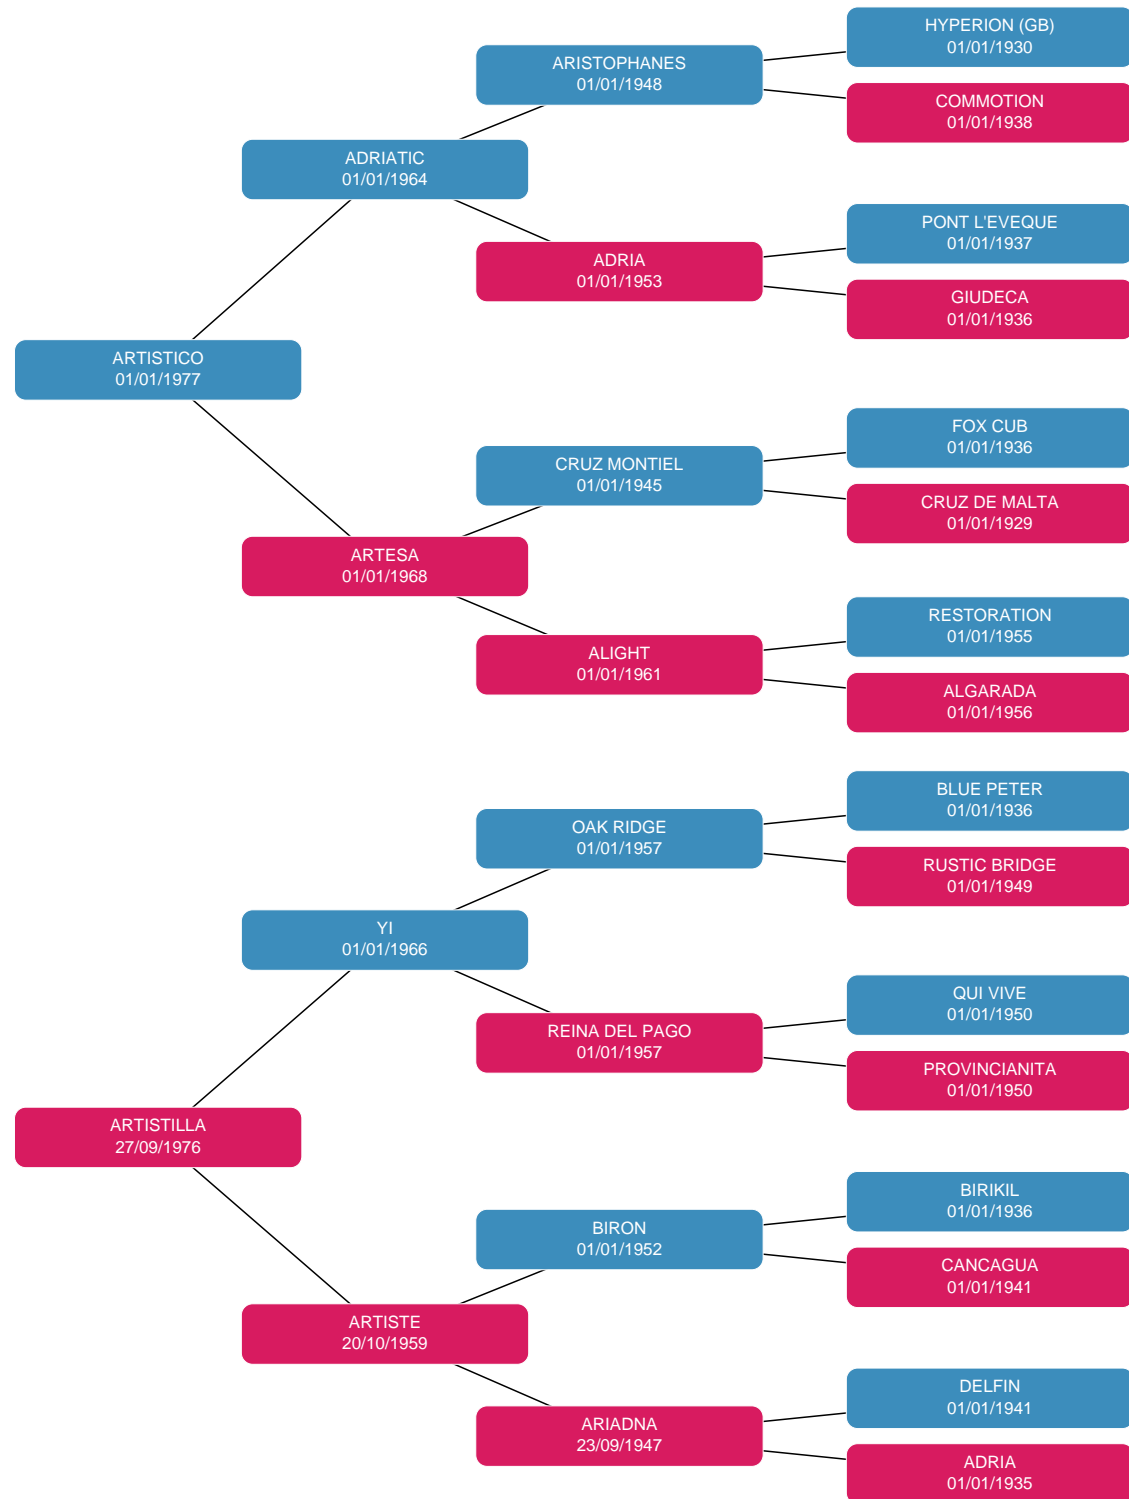 HYPERION (GB)
01/01/1930
ARISTOPHANES
01/01/1948
COMMOTION
01/01/1938
ADRIATIC
01/01/1964
PONT L'EVEQUE
01/01/1937
ADRIA
01/01/1953
GIUDECA
01/01/1936
ARTISTICO
01/01/1977
FOX CUB
01/01/1936
CRUZ MONTIEL
01/01/1945
CRUZ DE MALTA
01/01/1929
ARTESA
01/01/1968
RESTORATION
01/01/1955
ALIGHT
01/01/1961
ALGARADA
01/01/1956
BLUE PETER
01/01/1936
OAK RIDGE
01/01/1957
RUSTIC BRIDGE
01/01/1949
YI
01/01/1966
QUI VIVE
01/01/1950
REINA DEL PAGO
01/01/1957
PROVINCIANITA
01/01/1950
ARTISTILLA
27/09/1976
BIRIKIL
01/01/1936
BIRON
01/01/1952
CANCAGUA
01/01/1941
ARTISTE
20/10/1959
DELFIN
01/01/1941
ARIADNA
23/09/1947
ADRIA
01/01/1935